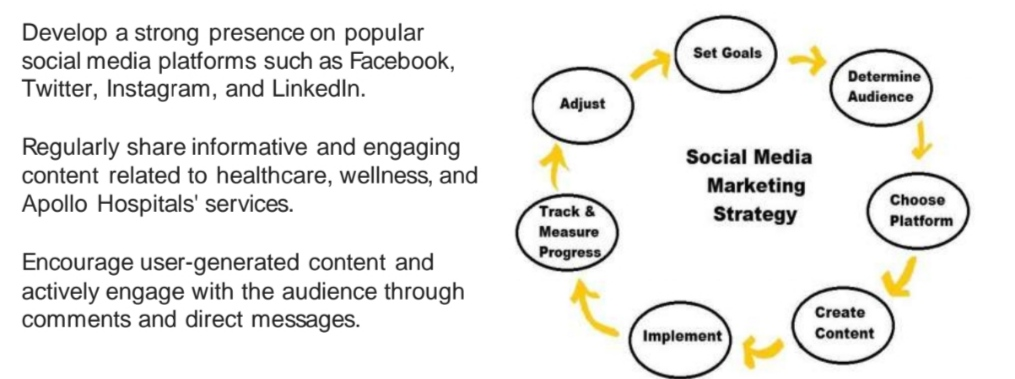 Develop a strong presence on popular
social media platforms such as Facebook,
Twitter, Instagram, and LinkedIn.
Regularly share informative and engaging
content related to healthcare, wellness, and
Apollo Hospitals' services.
Encourage user-generated content and
actively engage with the audience through
comments and direct messages.
Social Media
Marketing
Strategy
Set Goals
Determine
Audience
Choose
Platform
Create
Content
Implement
Track &
Measure
Progress
Adjust